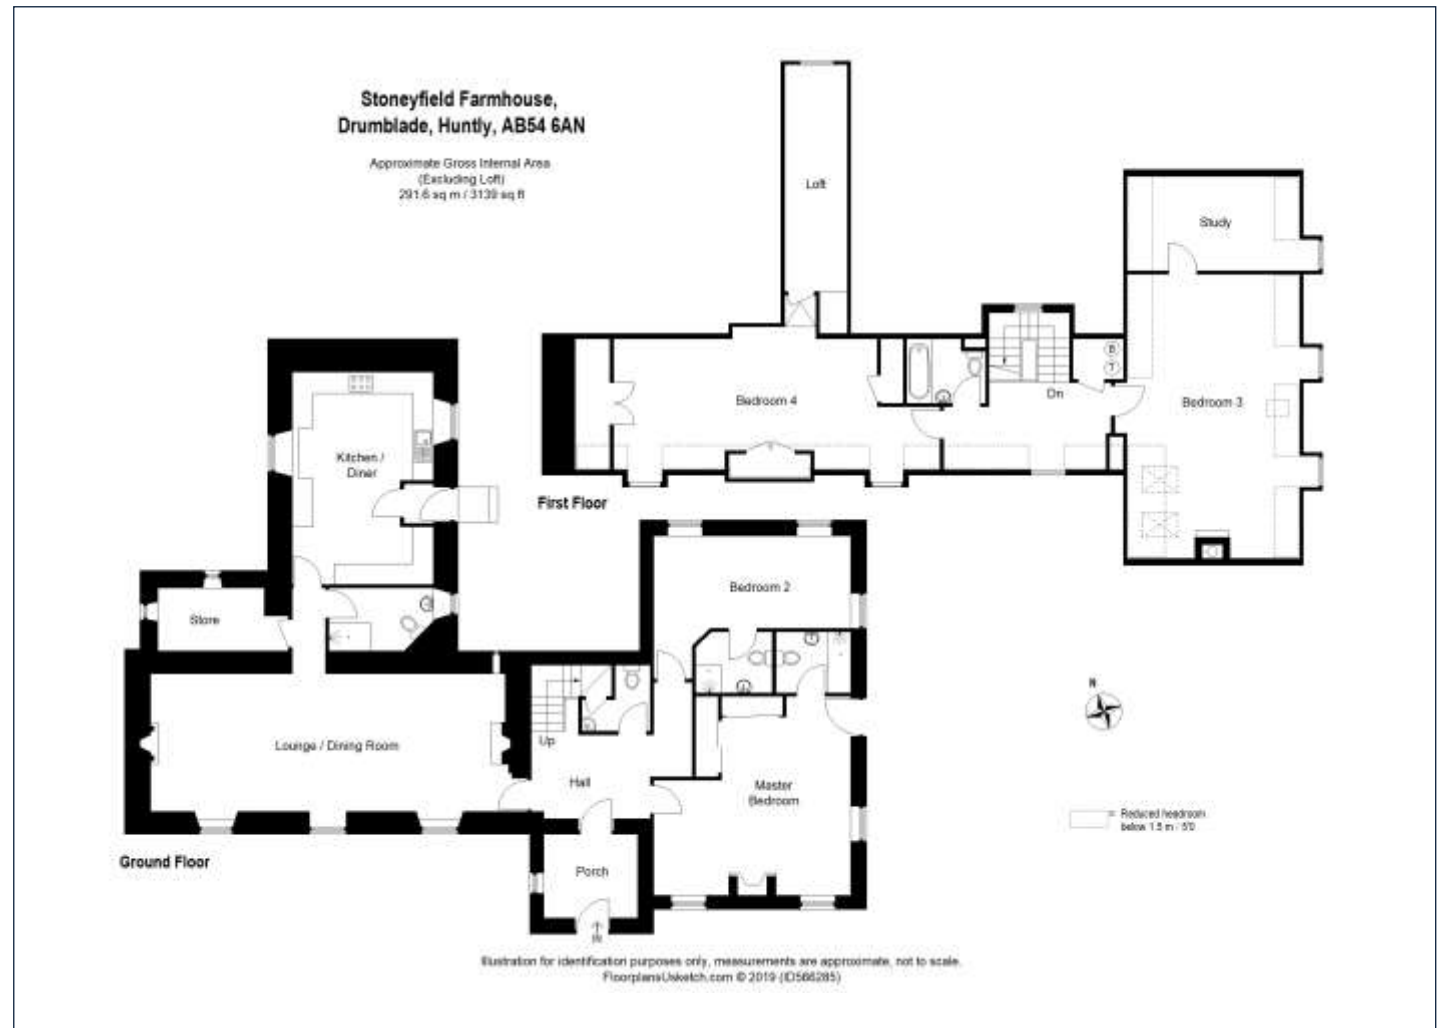 Stoneyfield Farmhouse,
Drumblade, Huntly, AB54 6AN
Approximate Gross Internal Area
(Excluding Loft)
291.6 sq m / 3139 sq ft
Loft
Study
Bedroom 4
B
T
Dn
Bedroom 3
First Floor
Kitchen /
Diner
Store
Bedroom 2
Lounge / Dining Room
Up
Hall
Master
Bedroom
Porch
IN
Ground Floor
N
= Reduced headroom
below 1.5 m / 5'0
Illustration for identification purposes only, measurements are approximate, not to scale.
FloorplansUsketch.com © 2019 (ID566285)